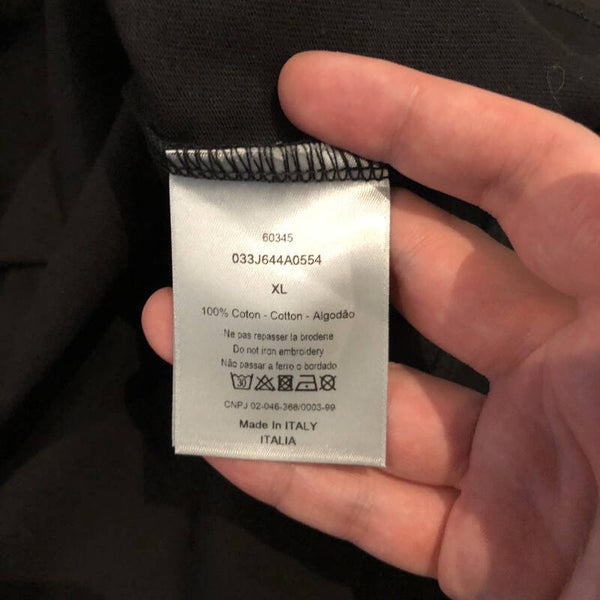 60345
033J644A0554
XL
100% Coton - Cotton - Algodão
Ne pas repasser la broderie
Do not iron embroidery
Não passar a ferro o bordado
30
CNPJ 02-046-368/0003-99
Made In ITALY
ITALIA